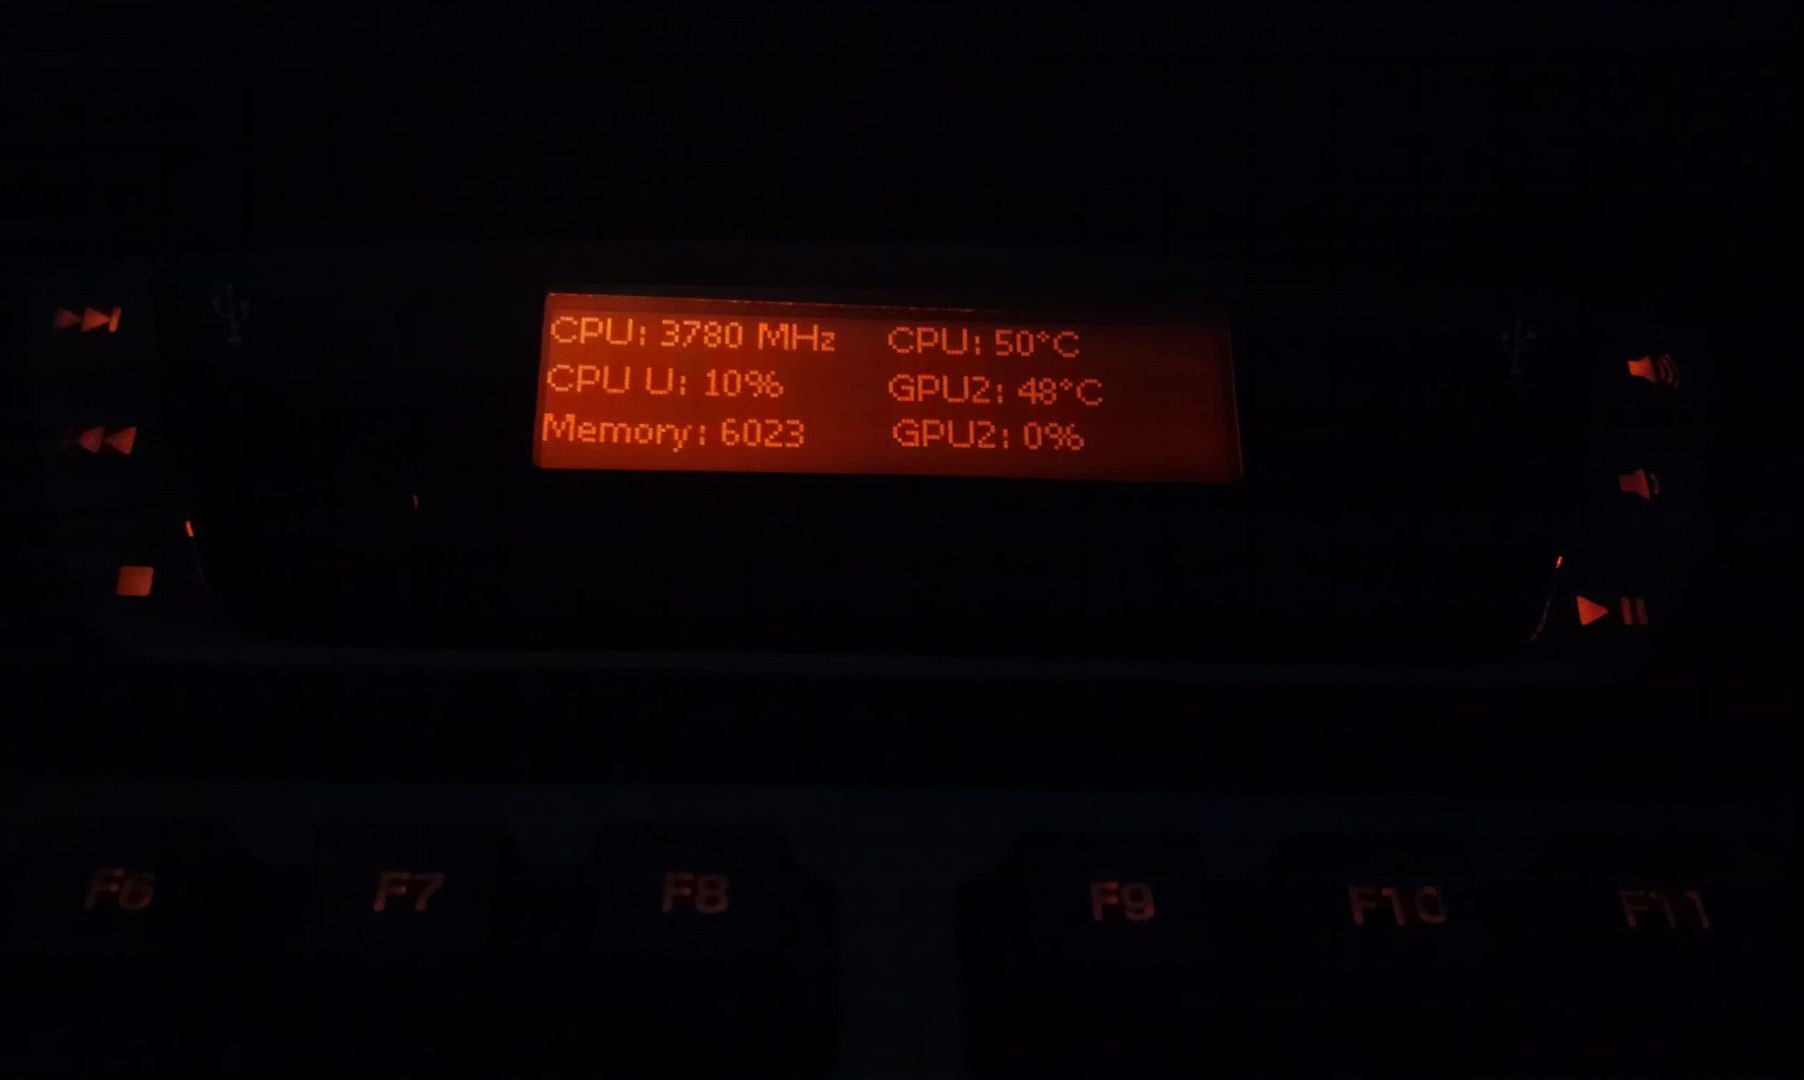 CPU: 3780 MHz CPU: 50°C
CPU U: 10% GPU2: 48°C
Memory: 6023 GPU2: 0%
F6 F7 F8 F9 F10 F11